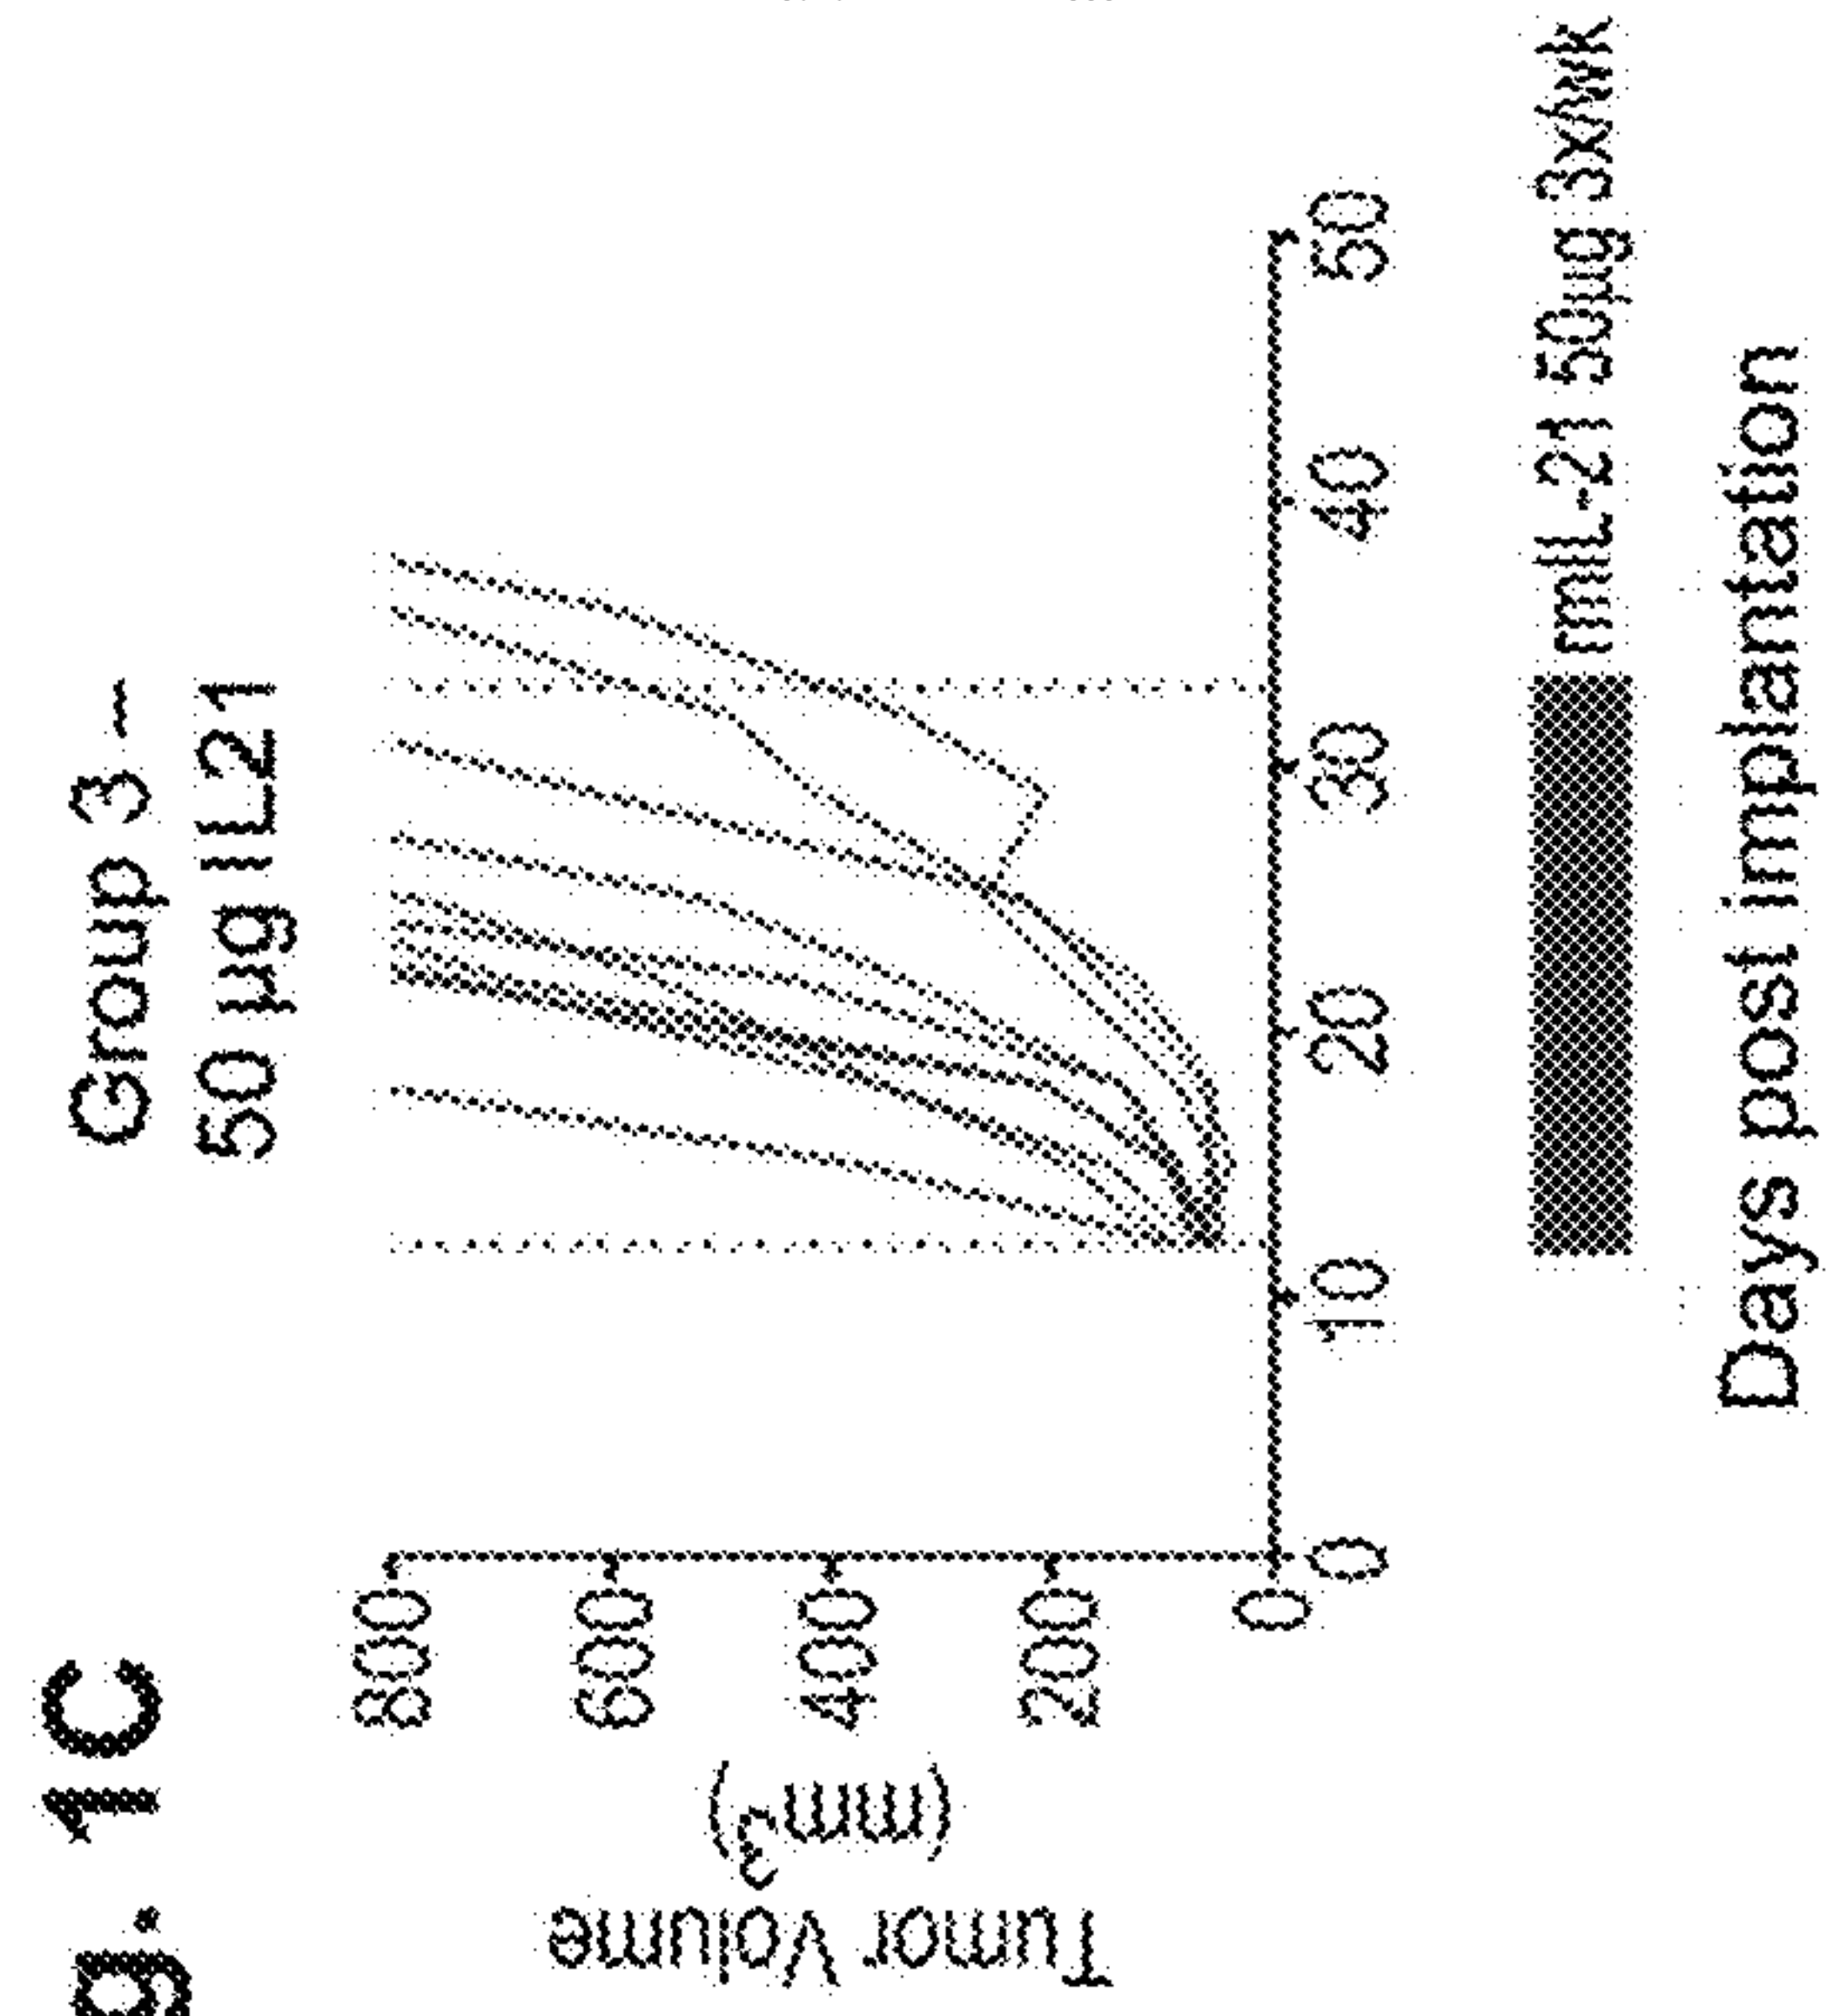 g. 1C
Group 3 –
50 µg IL21
Tumor Volume
(mm3)
800
600
400
200
0
0
10
20
30
40
50
rmIL-21 50µg 3x/wk
Days post implantation